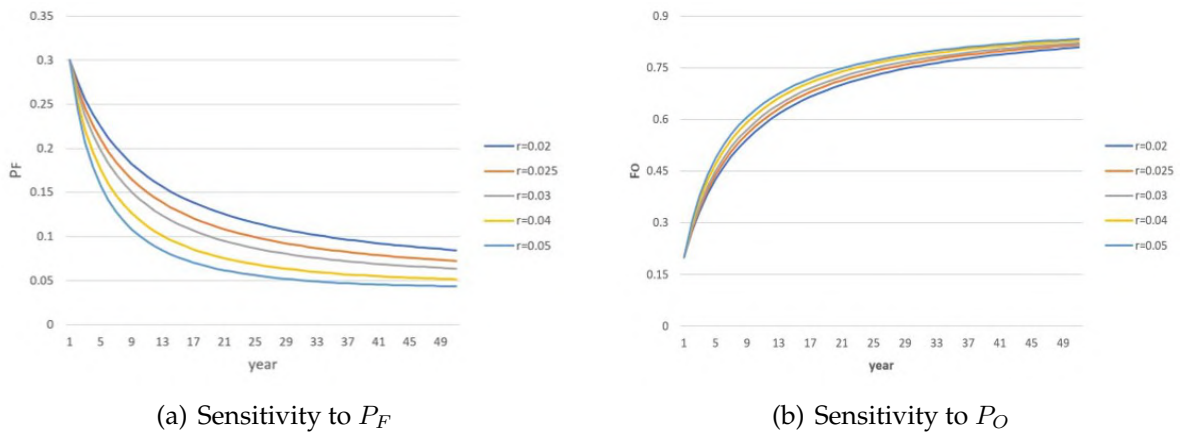 0.35
0.3
0.25
0.2
0.15
0.1
0.05
0
PF
1 5 9 13 17 21 25 29 33 37 41 45 49
year
r=0.02
r=0.025
r=0.03
r=0.04
r=0.05
(a) Sensitivity to P_F
0.9
0.75
0.6
0.45
0.3
0.15
0
FO
1 5 9 13 17 21 25 29 33 37 41 45 49
year
r=0.02
r=0.025
r=0.03
r=0.04
r=0.05
(b) Sensitivity to P_O